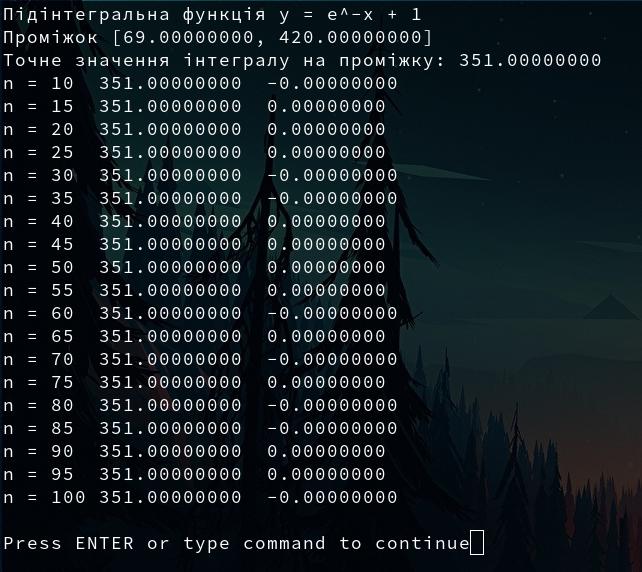 Підінтегральна функція y = e^-x + 1
Проміжок [69.00000000, 420.00000000]
Точне значення інтегралу на проміжку: 351.00000000
n = 10  351.00000000  -0.00000000
n = 15  351.00000000  0.00000000
n = 20  351.00000000  0.00000000
n = 25  351.00000000  0.00000000
n = 30  351.00000000  -0.00000000
n = 35  351.00000000  -0.00000000
n = 40  351.00000000  0.00000000
n = 45  351.00000000  0.00000000
n = 50  351.00000000  0.00000000
n = 55  351.00000000  0.00000000
n = 60  351.00000000  -0.00000000
n = 65  351.00000000  0.00000000
n = 70  351.00000000  -0.00000000
n = 75  351.00000000  0.00000000
n = 80  351.00000000  -0.00000000
n = 85  351.00000000  -0.00000000
n = 90  351.00000000  0.00000000
n = 95  351.00000000  0.00000000
n = 100 351.00000000  -0.00000000
Press ENTER or type command to continue